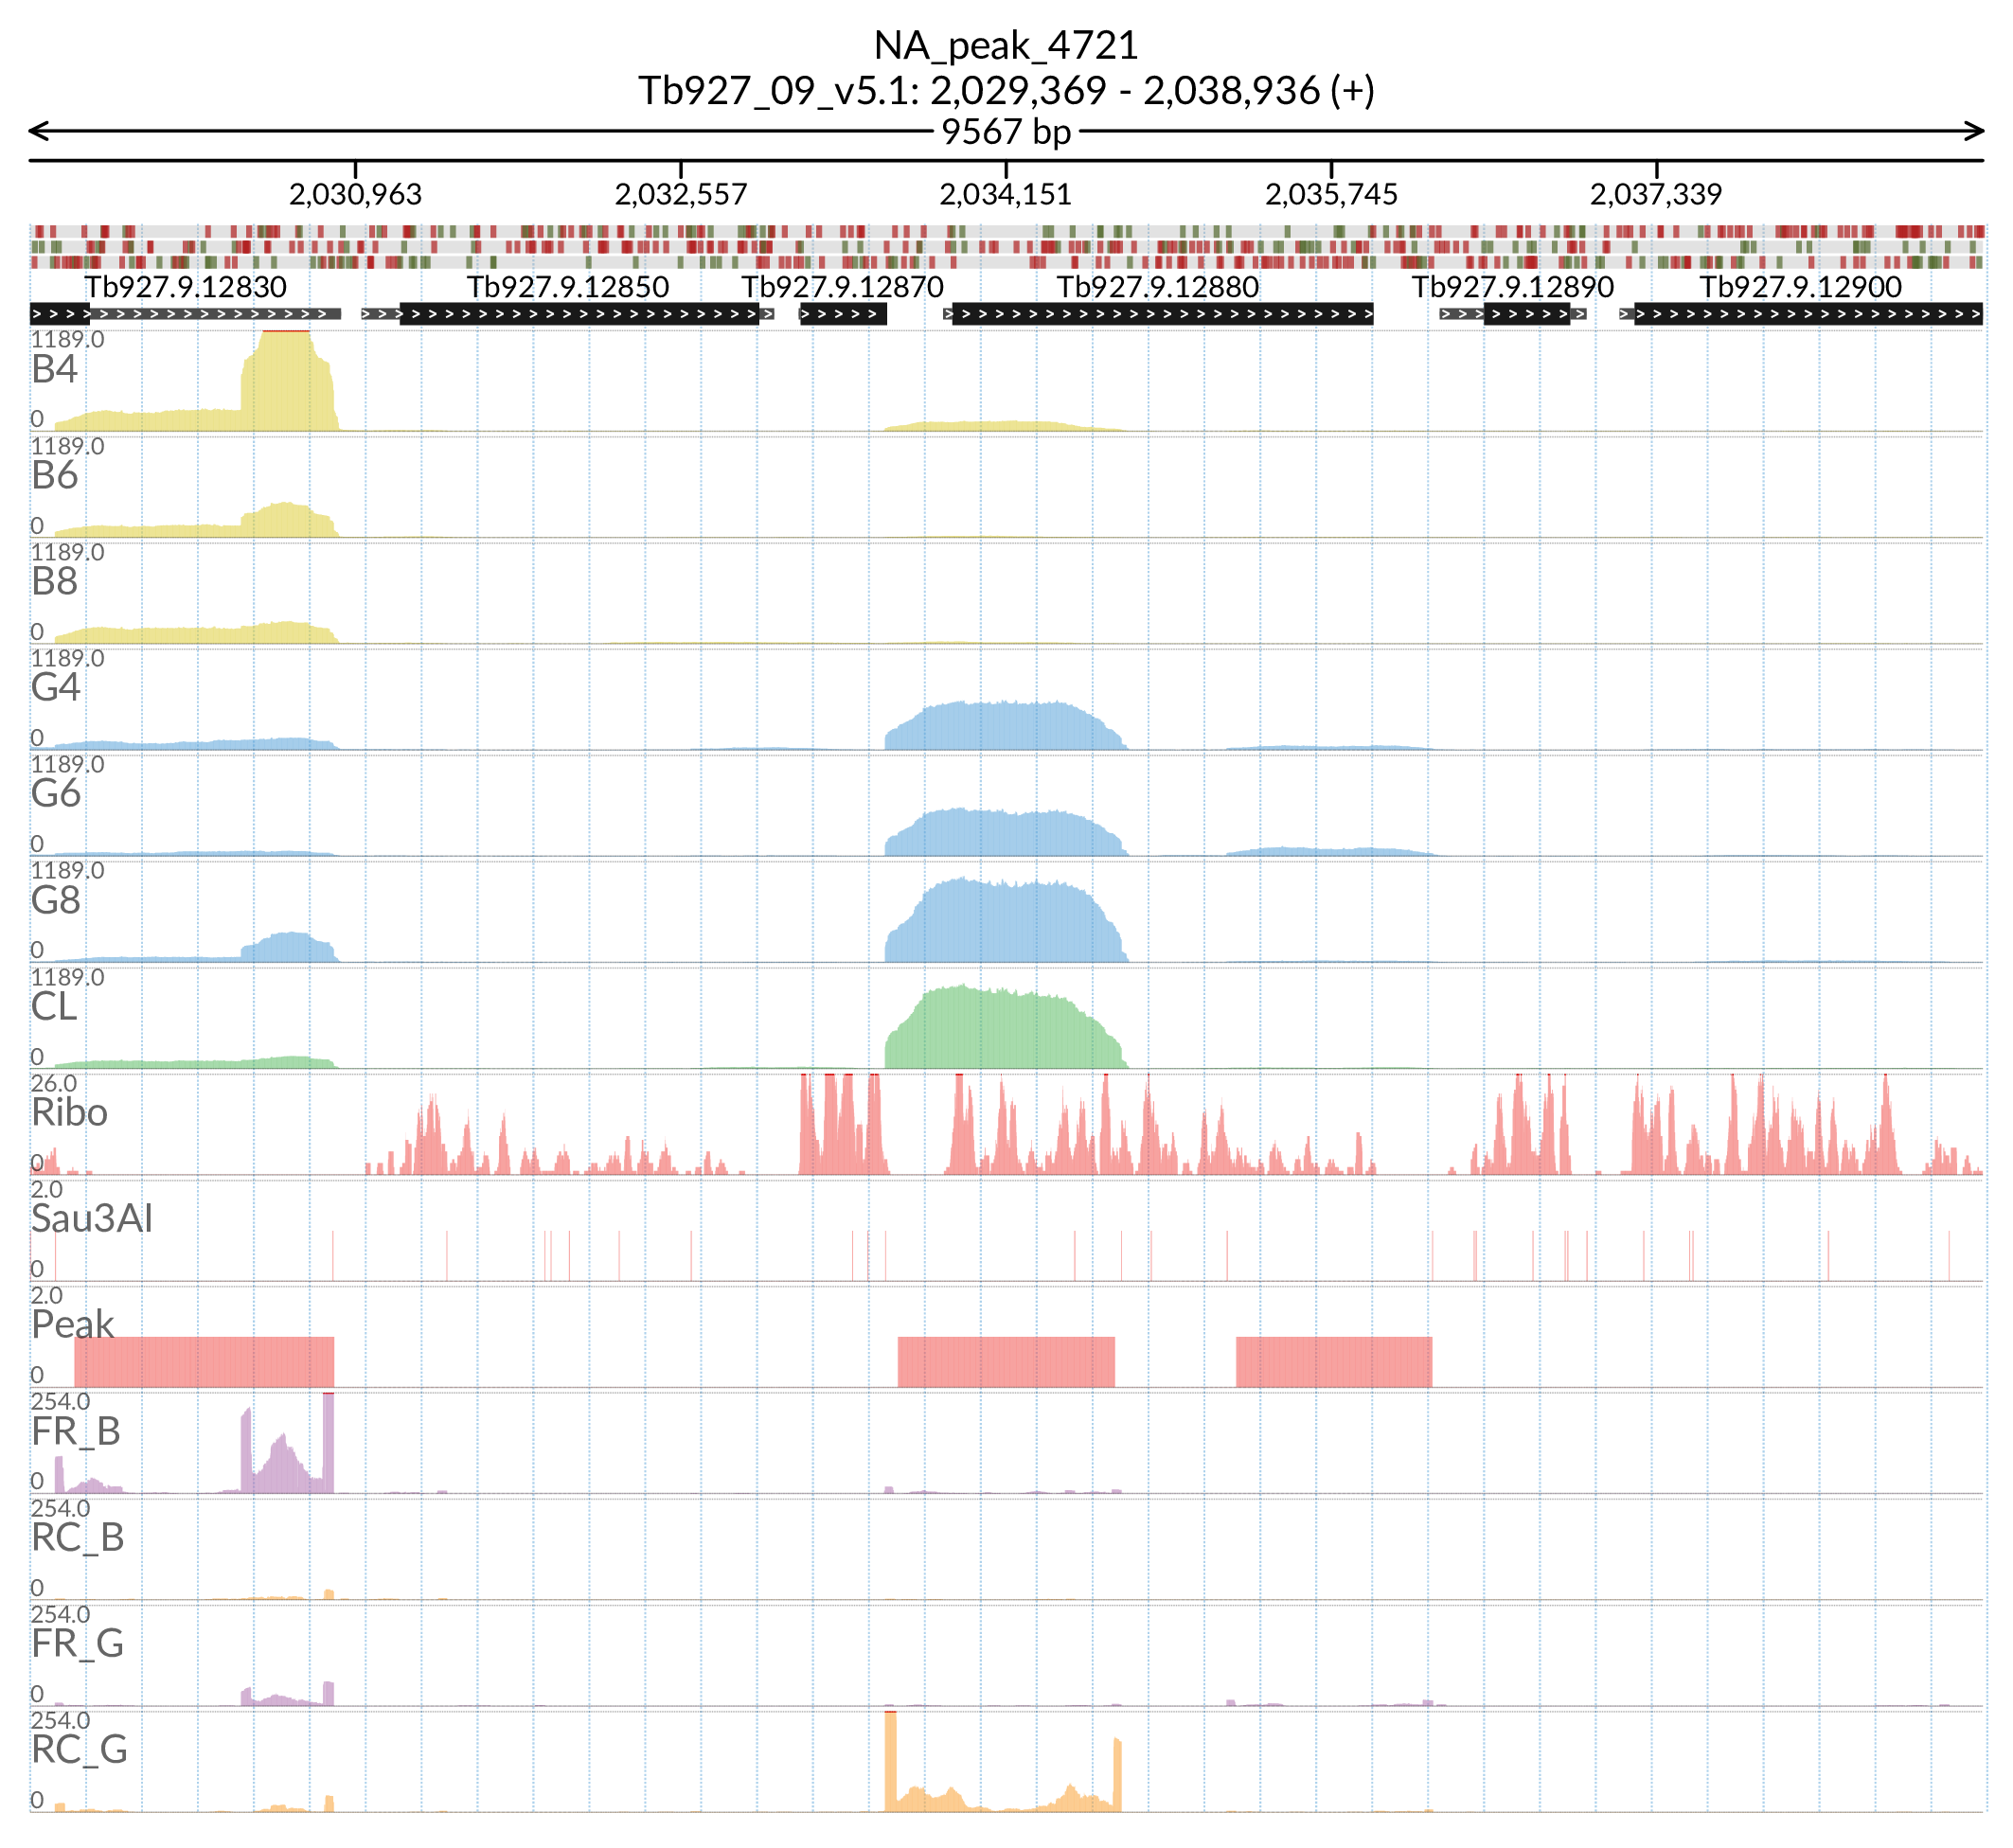 NA_peak_4721
Tb927_09_v5.1: 2,029,369 - 2,038,936 (+)
9567 bp
2,030,963 2,032,557 2,034,151 2,035,745 2,037,339
Tb927.9.12830 Tb927.9.12850 Tb927.9.12870 Tb927.9.12880 Tb927.9.12890 Tb927.9.12900
1189.0
B4
0
1189.0
B6
0
1189.0
B8
0
1189.0
G4
0
1189.0
G6
0
1189.0
G8
0
1189.0
CL
0
26.0
Ribo
0
2.0
Sau3AI
0
2.0
Peak
0
254.0
FR_B
0
254.0
RC_B
0
254.0
FR_G
0
254.0
RC_G
0